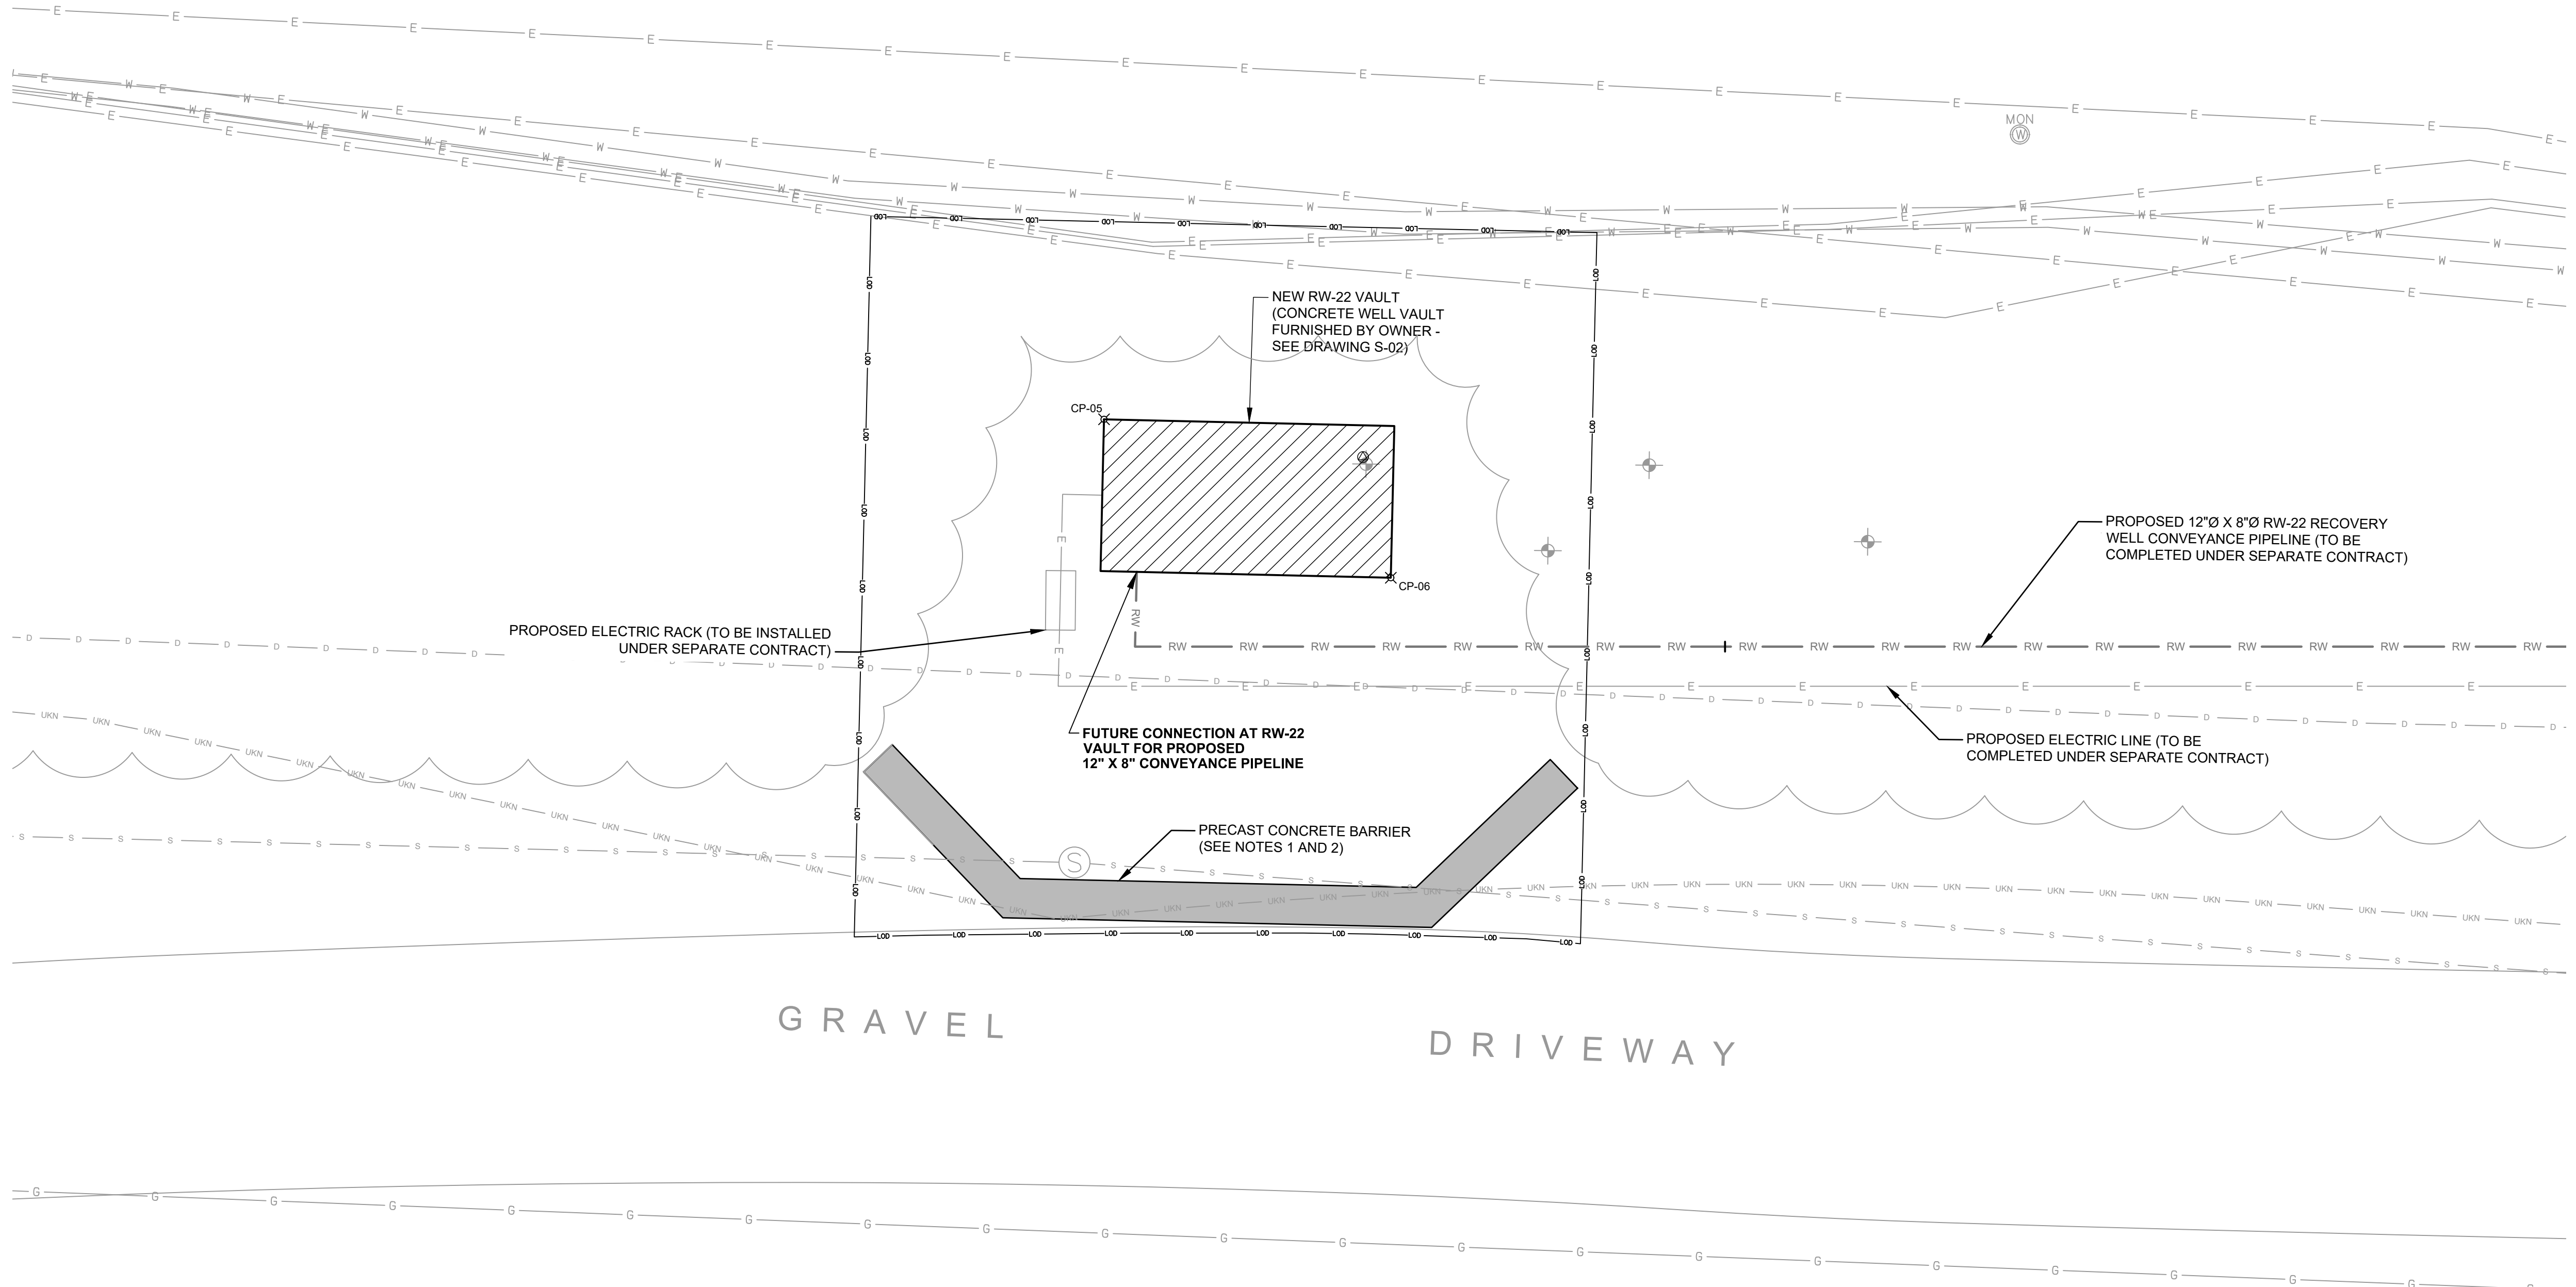 MON
W
NEW RW-22 VAULT
(CONCRETE WELL VAULT
FURNISHED BY OWNER -
SEE DRAWING S-02)
CP-05
CP-06
PROPOSED 12"Ø X 8"Ø RW-22 RECOVERY
WELL CONVEYANCE PIPELINE (TO BE
COMPLETED UNDER SEPARATE CONTRACT)
PROPOSED ELECTRIC RACK (TO BE INSTALLED
UNDER SEPARATE CONTRACT)
FUTURE CONNECTION AT RW-22
VAULT FOR PROPOSED
12" X 8" CONVEYANCE PIPELINE
PROPOSED ELECTRIC LINE (TO BE
COMPLETED UNDER SEPARATE CONTRACT)
PRECAST CONCRETE BARRIER
(SEE NOTES 1 AND 2)
S
GRAVEL DRIVEWAY
E
W
LOD
RW
D
UKN
S
G